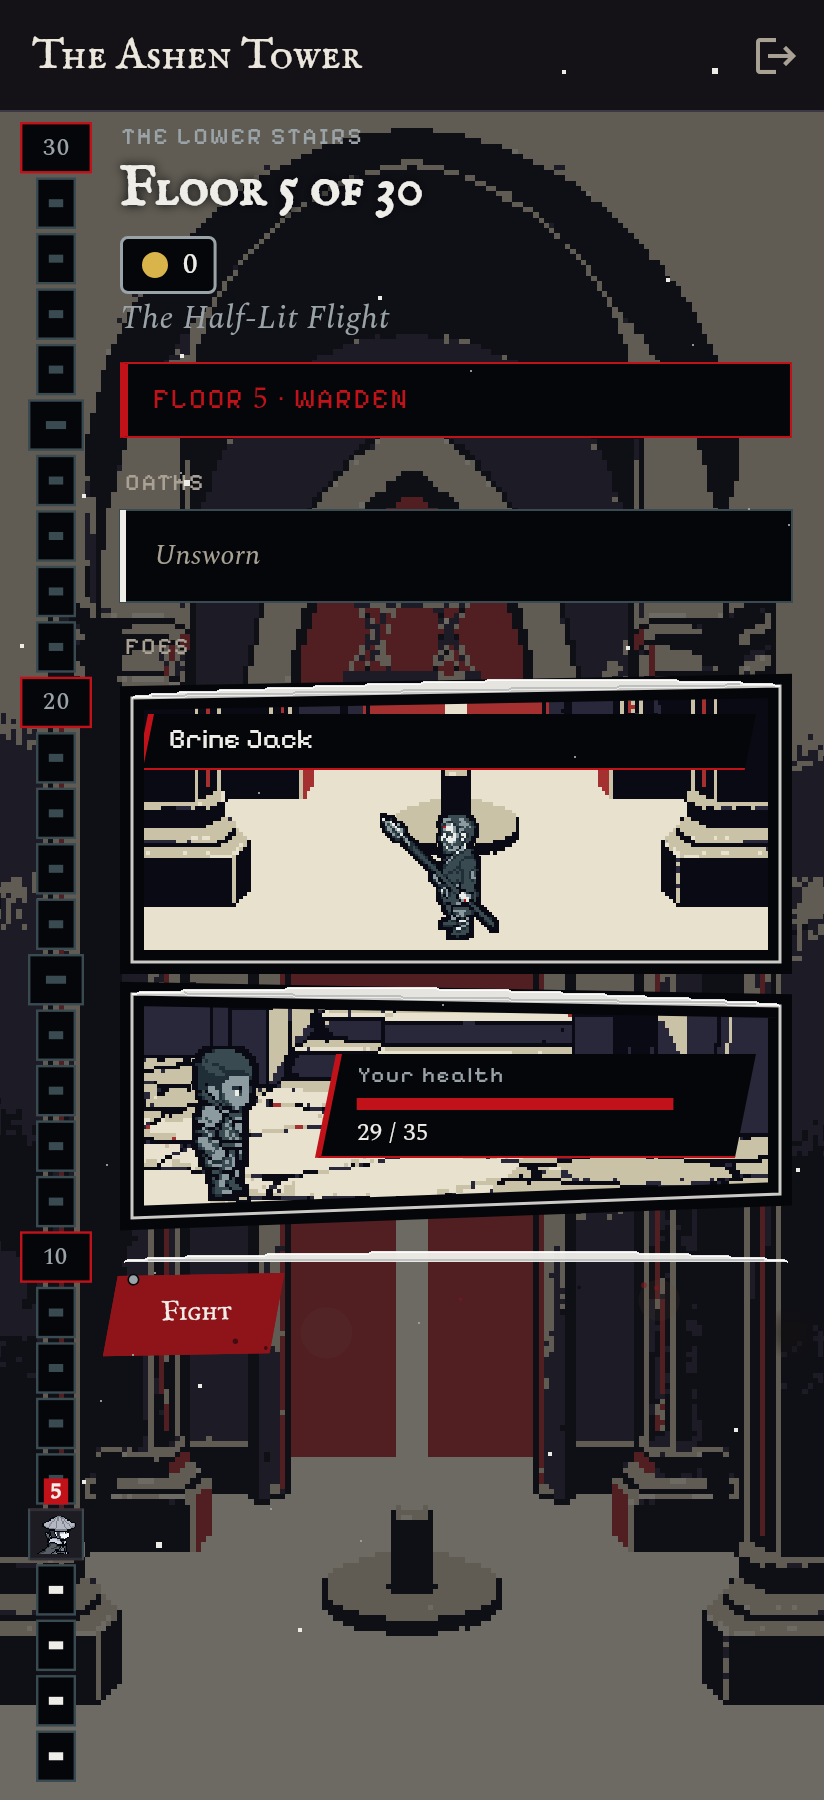 The Ashen Tower
30
THE LOWER STAIRS
Floor 5 of 30
0
The Half-Lit Flight
FLOOR 5 · WARDEN
OATHS
Unsworn
FOES
20
Brine Jack
Your health
29 / 35
10
Fight
5